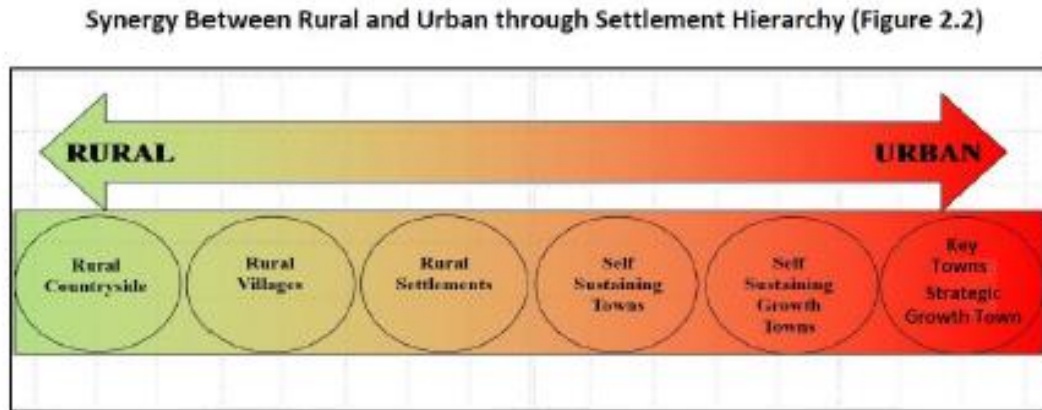 Synergy Between Rural and Urban through Settlement Hierarchy (Figure 2.2)
RURAL
URBAN
Rural
Countryside
Rural
Villages
Rural
Settlements
Self
Sustaining
Towns
Self
Sustaining
Growth
Towns
Key
Towns
Strategic
Growth Town